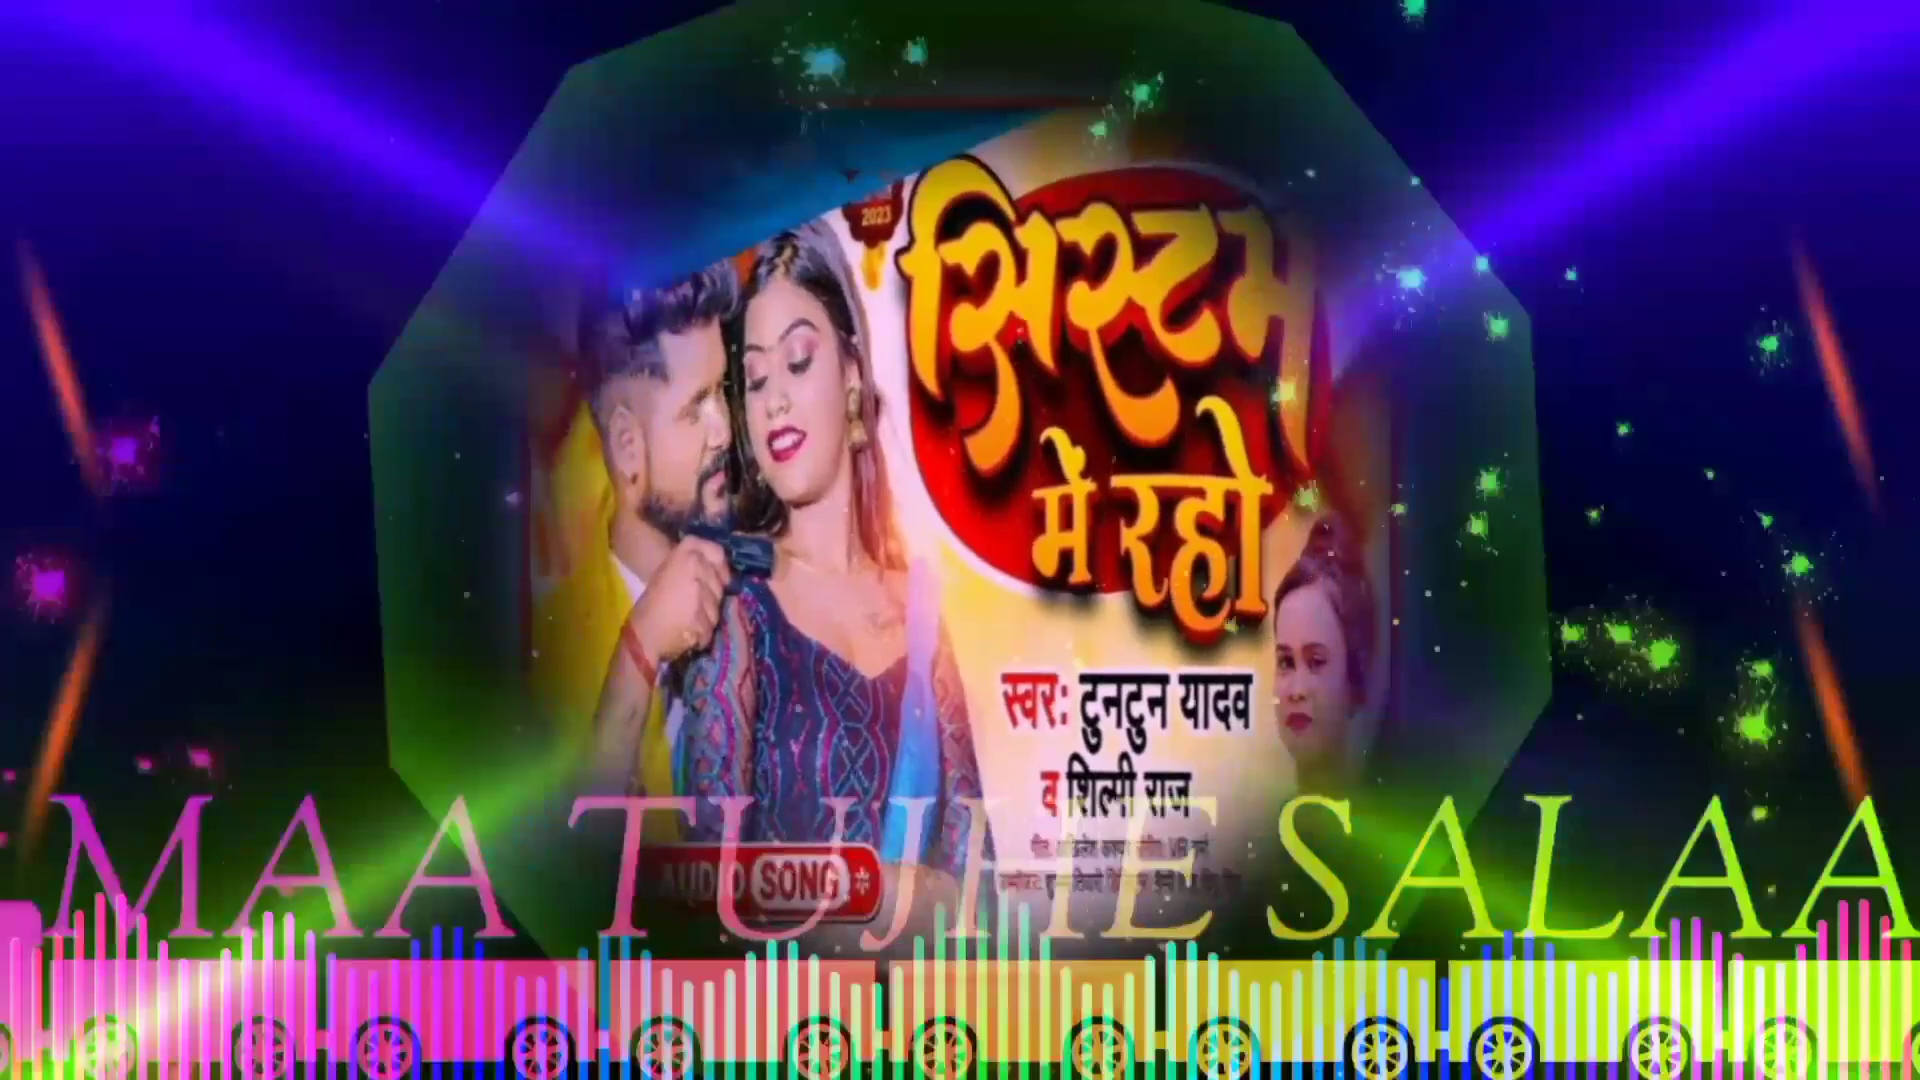 2023
सिस्टम
में रहो
स्वर: टुनटुन यादव
व शिल्पी राज
AUDIO SONG
MAA TUJHE SALAA